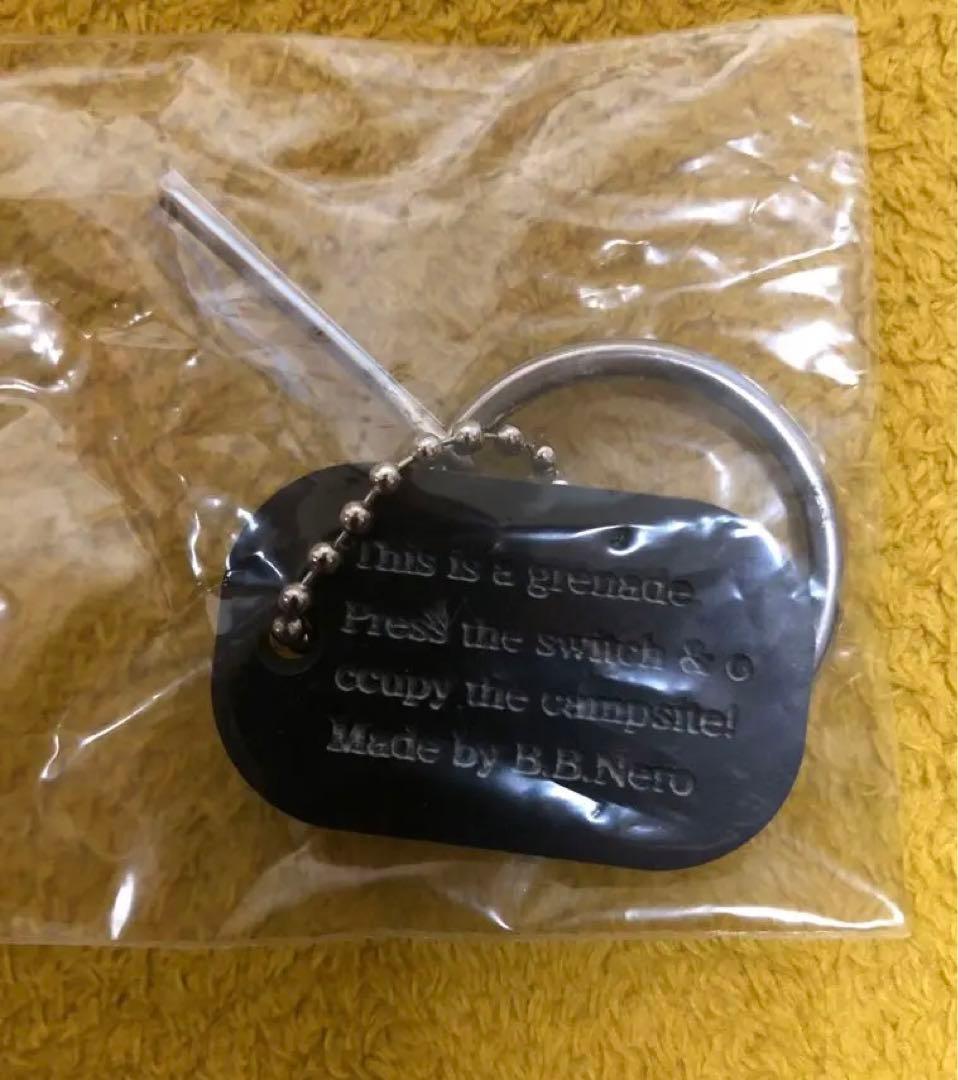 This is a grenade.
Press the switch & o
ccupy the campsite!
Made by B.B.Nero